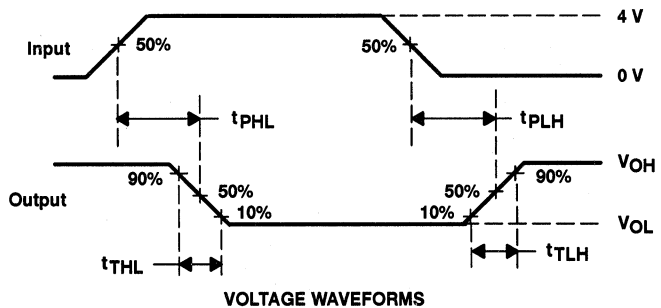 4 V
Input
50%
50%
0 V
tPHL
tPLH
VOH
90%
50%
50%
90%
Output
10%
10%
VOL
tTHL
tTLH
VOLTAGE WAVEFORMS